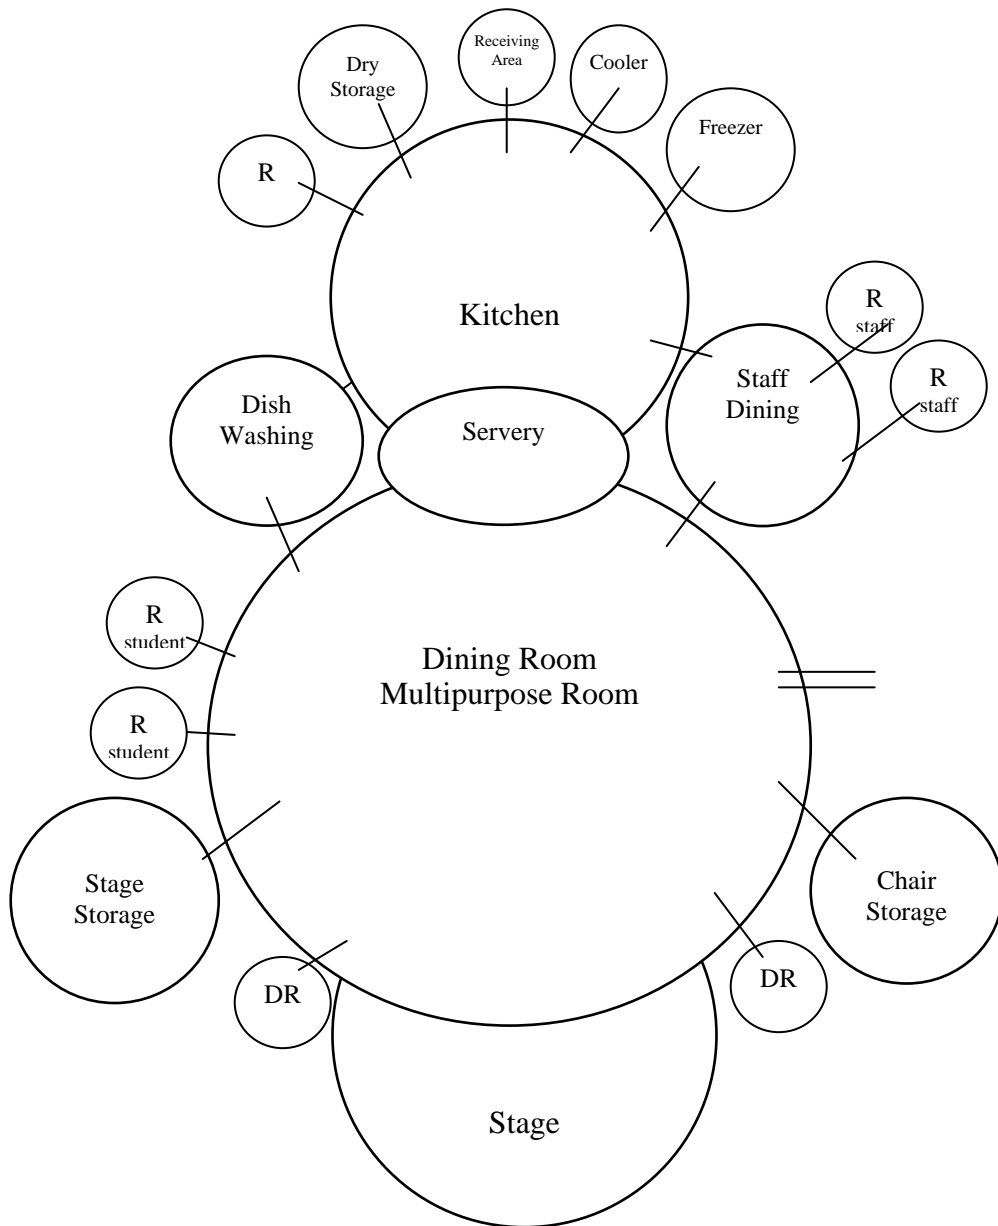 Receiving
Area
Dry
Storage
Cooler
Freezer
R
Kitchen
R
staff
R
staff
Staff
Dining
Dish
Washing
Servery
R
student
Dining Room
Multipurpose Room
R
student
Stage
Storage
Chair
Storage
DR
DR
Stage